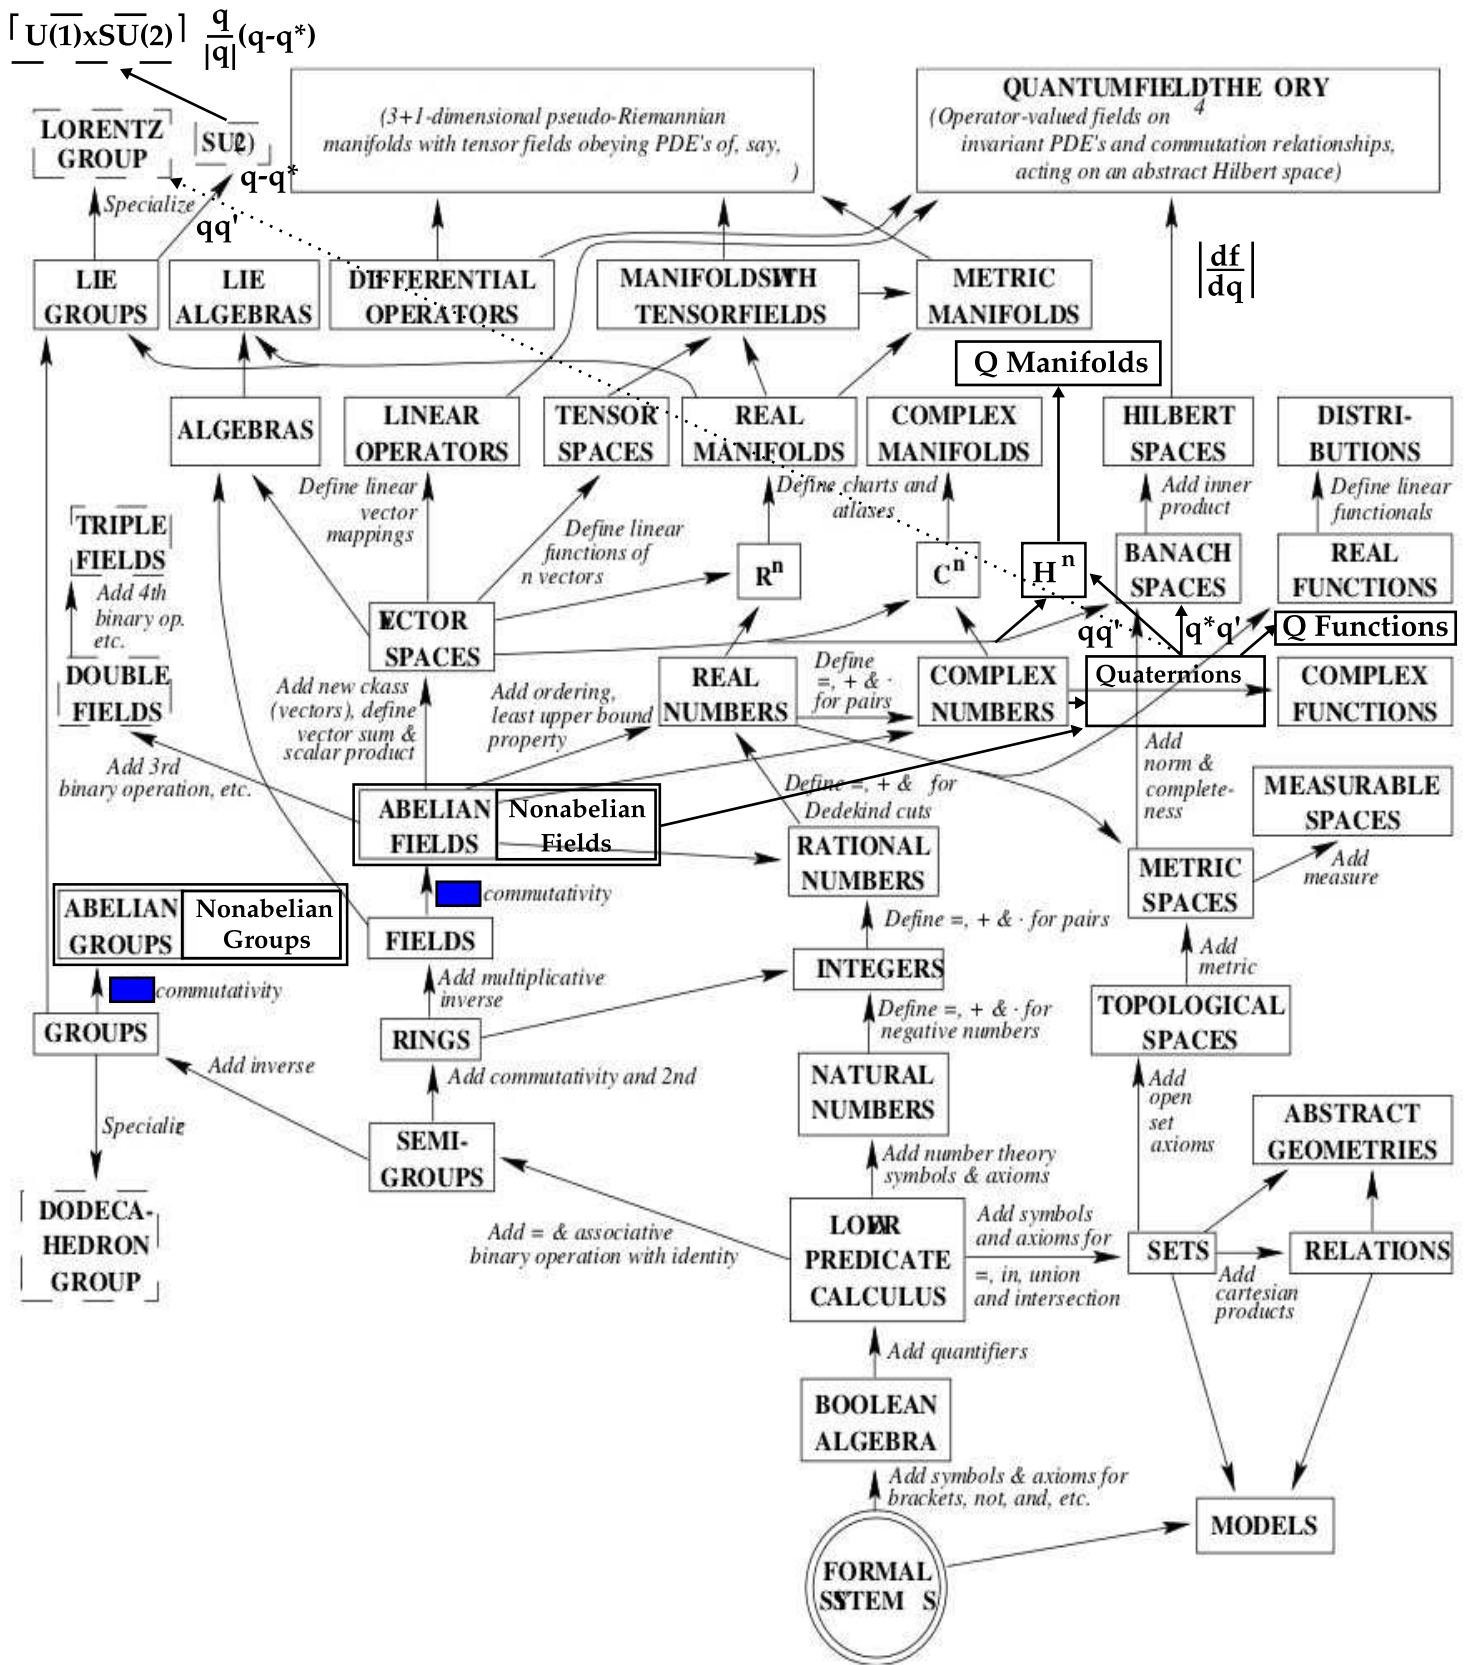 U(1)xSU(2)
q
|q|
(q-q*)
LORENTZ
GROUP
SU(2)
q-q*
Specialize
qq'
(3+1-dimensional pseudo-Riemannian
manifolds with tensor fields obeying PDE's of, say,
)
QUANTUMFIELDTHE ORY
(Operator-valued fields on 4
invariant PDE's and commutation relationships,
acting on an abstract Hilbert space)
LIE
GROUPS
LIE
ALGEBRAS
DIFFERENTIAL
OPERATORS
MANIFOLDS WITH
TENSORFIELDS
METRIC
MANIFOLDS
|df
dq|
Q Manifolds
ALGEBRAS
LINEAR
OPERATORS
TENSOR
SPACES
REAL
MANIFOLDS
COMPLEX
MANIFOLDS
HILBERT
SPACES
DISTRI-
BUTIONS
Define linear
vector
mappings
Define linear
functions of
n vectors
Define charts and
atlases
Add inner
product
Define linear
functionals
TRIPLE
FIELDS
Add 4th
binary op.
etc.
R n
C n
H n
BANACH
SPACES
REAL
FUNCTIONS
VECTOR
SPACES
qq'
q*q'
Q Functions
DOUBLE
FIELDS
Add new ckass
(vectors), define
vector sum &
scalar product
Add ordering,
least upper bound
property
REAL
NUMBERS
Define
=, + & ·
for pairs
COMPLEX
NUMBERS
Quaternions
COMPLEX
FUNCTIONS
Add 3rd
binary operation, etc.
Define =, + & for
Dedekind cuts
Add
norm &
complete-
ness
ABELIAN
FIELDS
Nonabelian
Fields
RATIONAL
NUMBERS
MEASURABLE
SPACES
METRIC
SPACES
Add
measure
commutativity
ABELIAN
GROUPS
Nonabelian
Groups
FIELDS
Define =, + & · for pairs
Add
metric
commutativity
Add multiplicative
inverse
INTEGERS
GROUPS
RINGS
Define =, + & · for
negative numbers
TOPOLOGICAL
SPACES
Add inverse
Add commutativity and 2nd
NATURAL
NUMBERS
Add
open
set
axioms
ABSTRACT
GEOMETRIES
Specialize
SEMI-
GROUPS
Add number theory
symbols & axioms
DODECA-
HEDRON
GROUP
Add = & associative
binary operation with identity
LOWER
PREDICATE
CALCULUS
Add symbols
and axioms for
=, in, union
and intersection
SETS
Add
cartesian
products
RELATIONS
Add quantifiers
BOOLEAN
ALGEBRA
Add symbols & axioms for
brackets, not, and, etc.
MODELS
FORMAL
SYSTEM S